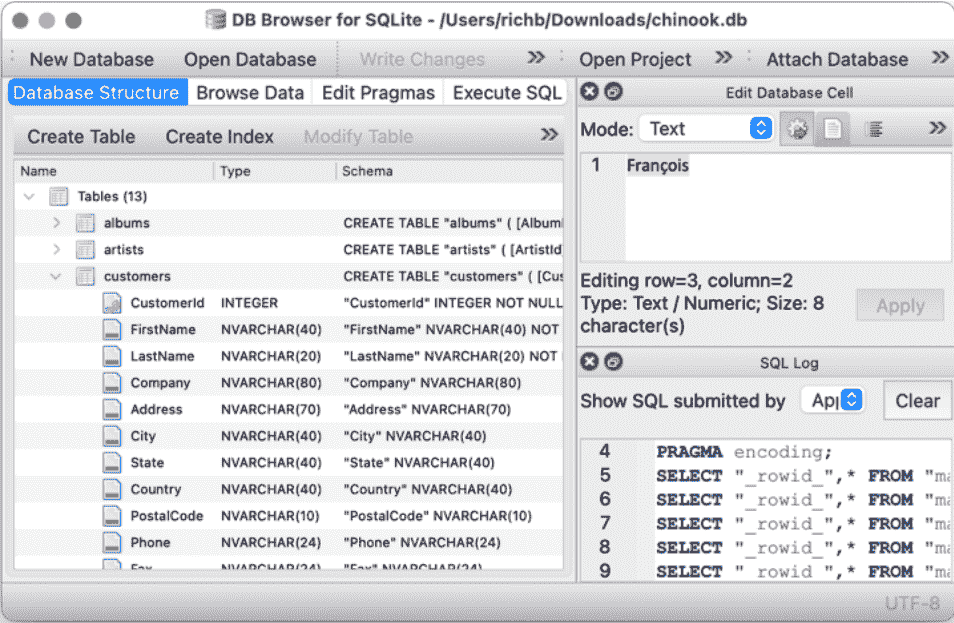 DB Browser for SQLite - /Users/richb/Downloads/chinook.db
New Database Open Database Write Changes » Open Project » Attach Database »
Database Structure Browse Data Edit Pragmas Execute SQL
Create Table Create Index Modify Table »
Name Type Schema
Tables (13)
albums CREATE TABLE "albums" ( [Album
artists CREATE TABLE "artists" ( [ArtistId
customers CREATE TABLE "customers" ( [Cus
CustomerId INTEGER "CustomerId" INTEGER NOT NULL
FirstName NVARCHAR(40) "FirstName" NVARCHAR(40) NOT
LastName NVARCHAR(20) "LastName" NVARCHAR(20) NOT
Company NVARCHAR(80) "Company" NVARCHAR(80)
Address NVARCHAR(70) "Address" NVARCHAR(70)
City NVARCHAR(40) "City" NVARCHAR(40)
State NVARCHAR(40) "State" NVARCHAR(40)
Country NVARCHAR(40) "Country" NVARCHAR(40)
PostalCode NVARCHAR(10) "PostalCode" NVARCHAR(10)
Phone NVARCHAR(24) "Phone" NVARCHAR(24)
Fax NVARCHAR(24) "Fax" NVARCHAR(24)
Edit Database Cell
Mode: Text »
1 François
Editing row=3, column=2
Type: Text / Numeric; Size: 8
character(s)
Apply
SQL Log
Show SQL submitted by Ap Clear
4 PRAGMA encoding;
5 SELECT "_rowid_",* FROM "ma
6 SELECT "_rowid_",* FROM "ma
7 SELECT "_rowid_",* FROM "ma
8 SELECT "_rowid_",* FROM "ma
9 SELECT "_rowid_",* FROM "ma
UTF-8